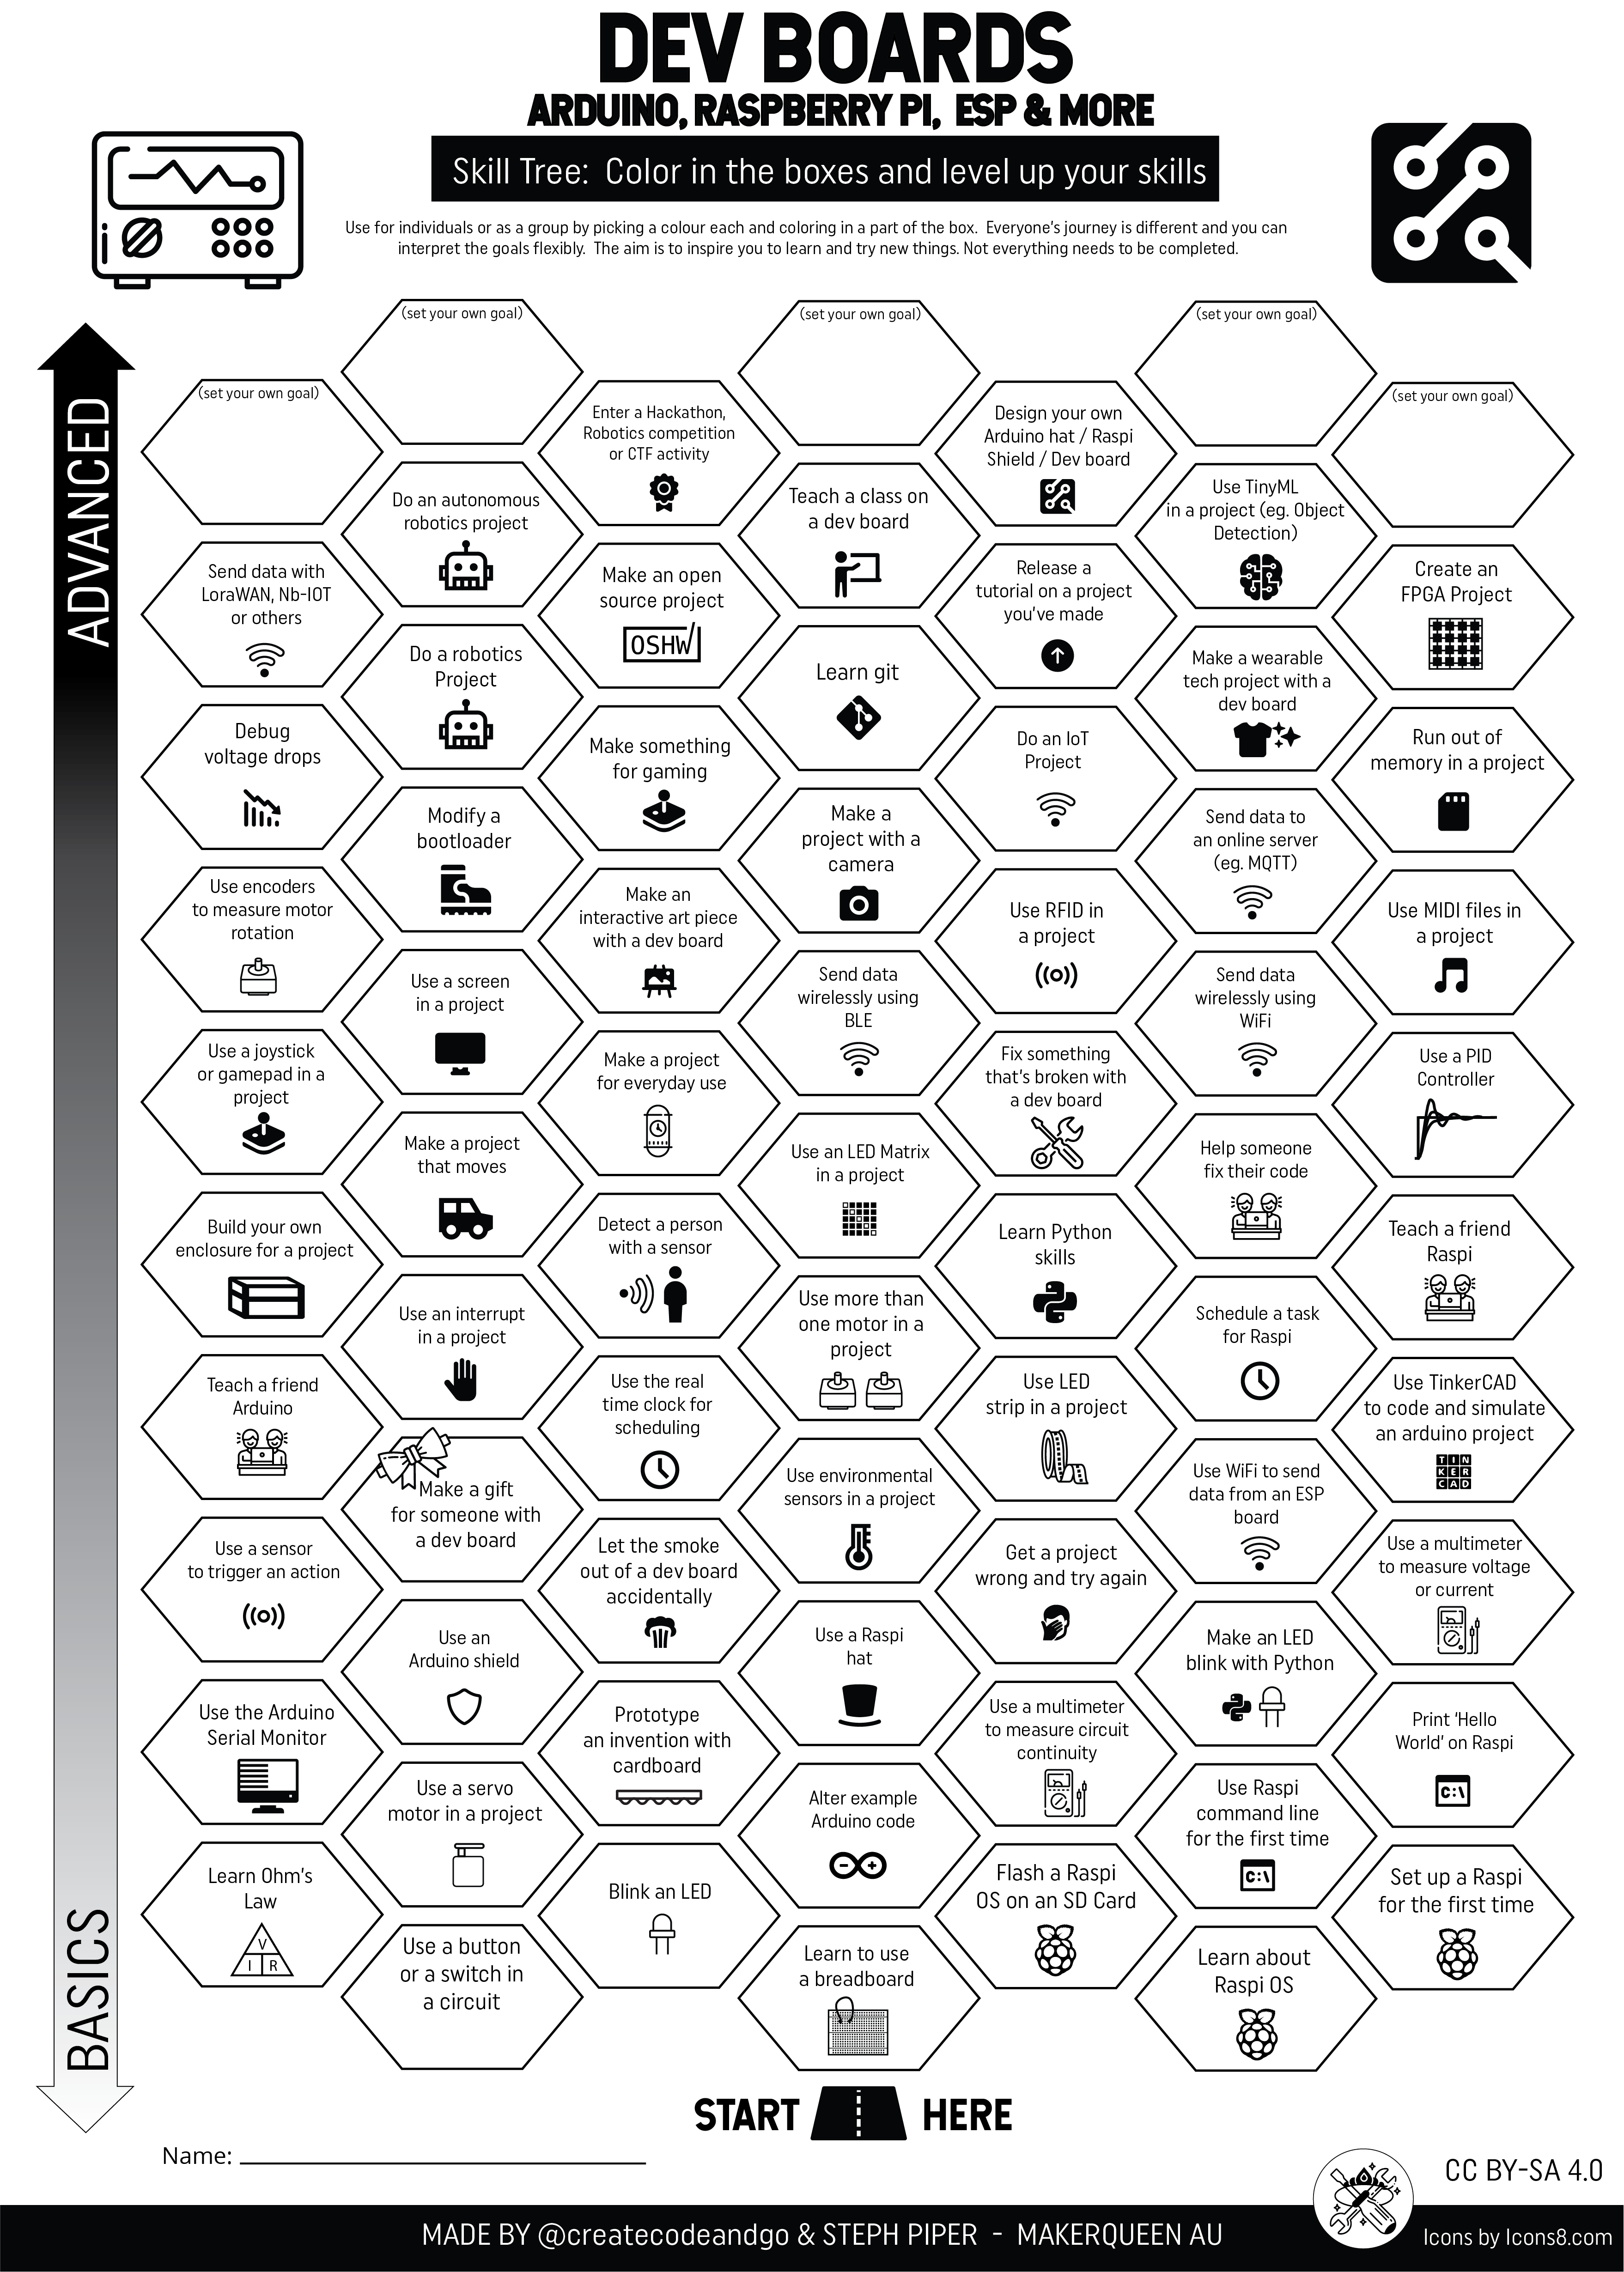 DEV BOARDS
ARDUINO, RASPBERRY PI, ESP & MORE
Skill Tree: Color in the boxes and level up your skills
Use for individuals or as a group by picking a colour each and coloring in a part of the box. Everyone's journey is different and you can
interpret the goals flexibly. The aim is to inspire you to learn and try new things. Not everything needs to be completed.
ADVANCED
BASICS
(set your own goal)
Send data with
LoraWAN, Nb-IOT
or others
Debug
voltage drops
Use encoders
to measure motor
rotation
Use a joystick
or gamepad in a
project
Build your own
enclosure for a project
Teach a friend
Arduino
Use a sensor
to trigger an action
Use the Arduino
Serial Monitor
Learn Ohm's
Law
V
I R
(set your own goal)
Do an autonomous
robotics project
Do a robotics
Project
Modify a
bootloader
Use a screen
in a project
Make a project
that moves
Use an interrupt
in a project
Make a gift
for someone with
a dev board
Use an
Arduino shield
Use a servo
motor in a project
Use a button
or a switch in
a circuit
Enter a Hackathon,
Robotics competition
or CTF activity
Make an open
source project
OSHW
Make something
for gaming
Make an
interactive art piece
with a dev board
Make a project
for everyday use
Detect a person
with a sensor
Use the real
time clock for
scheduling
Let the smoke
out of a dev board
accidentally
Prototype
an invention with
cardboard
Blink an LED
(set your own goal)
Teach a class on
a dev board
Learn git
Make a
project with a
camera
Send data
wirelessly using
BLE
Use an LED Matrix
in a project
Use more than
one motor in a
project
Use environmental
sensors in a project
Use a Raspi
hat
Alter example
Arduino code
Learn to use
a breadboard
Design your own
Arduino hat / Raspi
Shield / Dev board
Release a
tutorial on a project
you've made
Do an IoT
Project
Use RFID in
a project
Fix something
that's broken with
a dev board
Learn Python
skills
Use LED
strip in a project
Get a project
wrong and try again
Use a multimeter
to measure circuit
continuity
Flash a Raspi
OS on an SD Card
(set your own goal)
Use TinyML
in a project (eg. Object
Detection)
Make a wearable
tech project with a
dev board
Send data to
an online server
(eg. MQTT)
Send data
wirelessly using
WiFi
Help someone
fix their code
Schedule a task
for Raspi
Use WiFi to send
data from an ESP
board
Make an LED
blink with Python
Use Raspi
command line
for the first time
C:\
Learn about
Raspi OS
(set your own goal)
Create an
FPGA Project
Run out of
memory in a project
Use MIDI files in
a project
Use a PID
Controller
Teach a friend
Raspi
Use TinkerCAD
to code and simulate
an arduino project
TIN
KER
CAD
Use a multimeter
to measure voltage
or current
Print 'Hello
World' on Raspi
C:\
Set up a Raspi
for the first time
START HERE
Name:
CC BY-SA 4.0
MADE BY @createcodeandgo & STEPH PIPER - MAKERQUEEN AU
Icons by Icons8.com